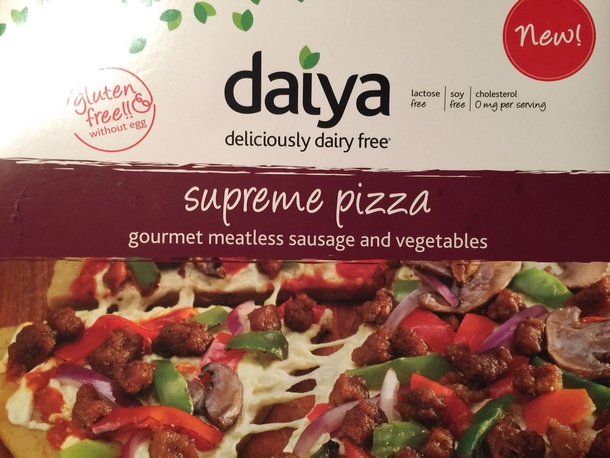 New!
gluten
free!!
without egg
daiya
deliciously dairy free
lactose free
soy free
cholesterol 0 mg per serving
supreme pizza
gourmet meatless sausage and vegetables